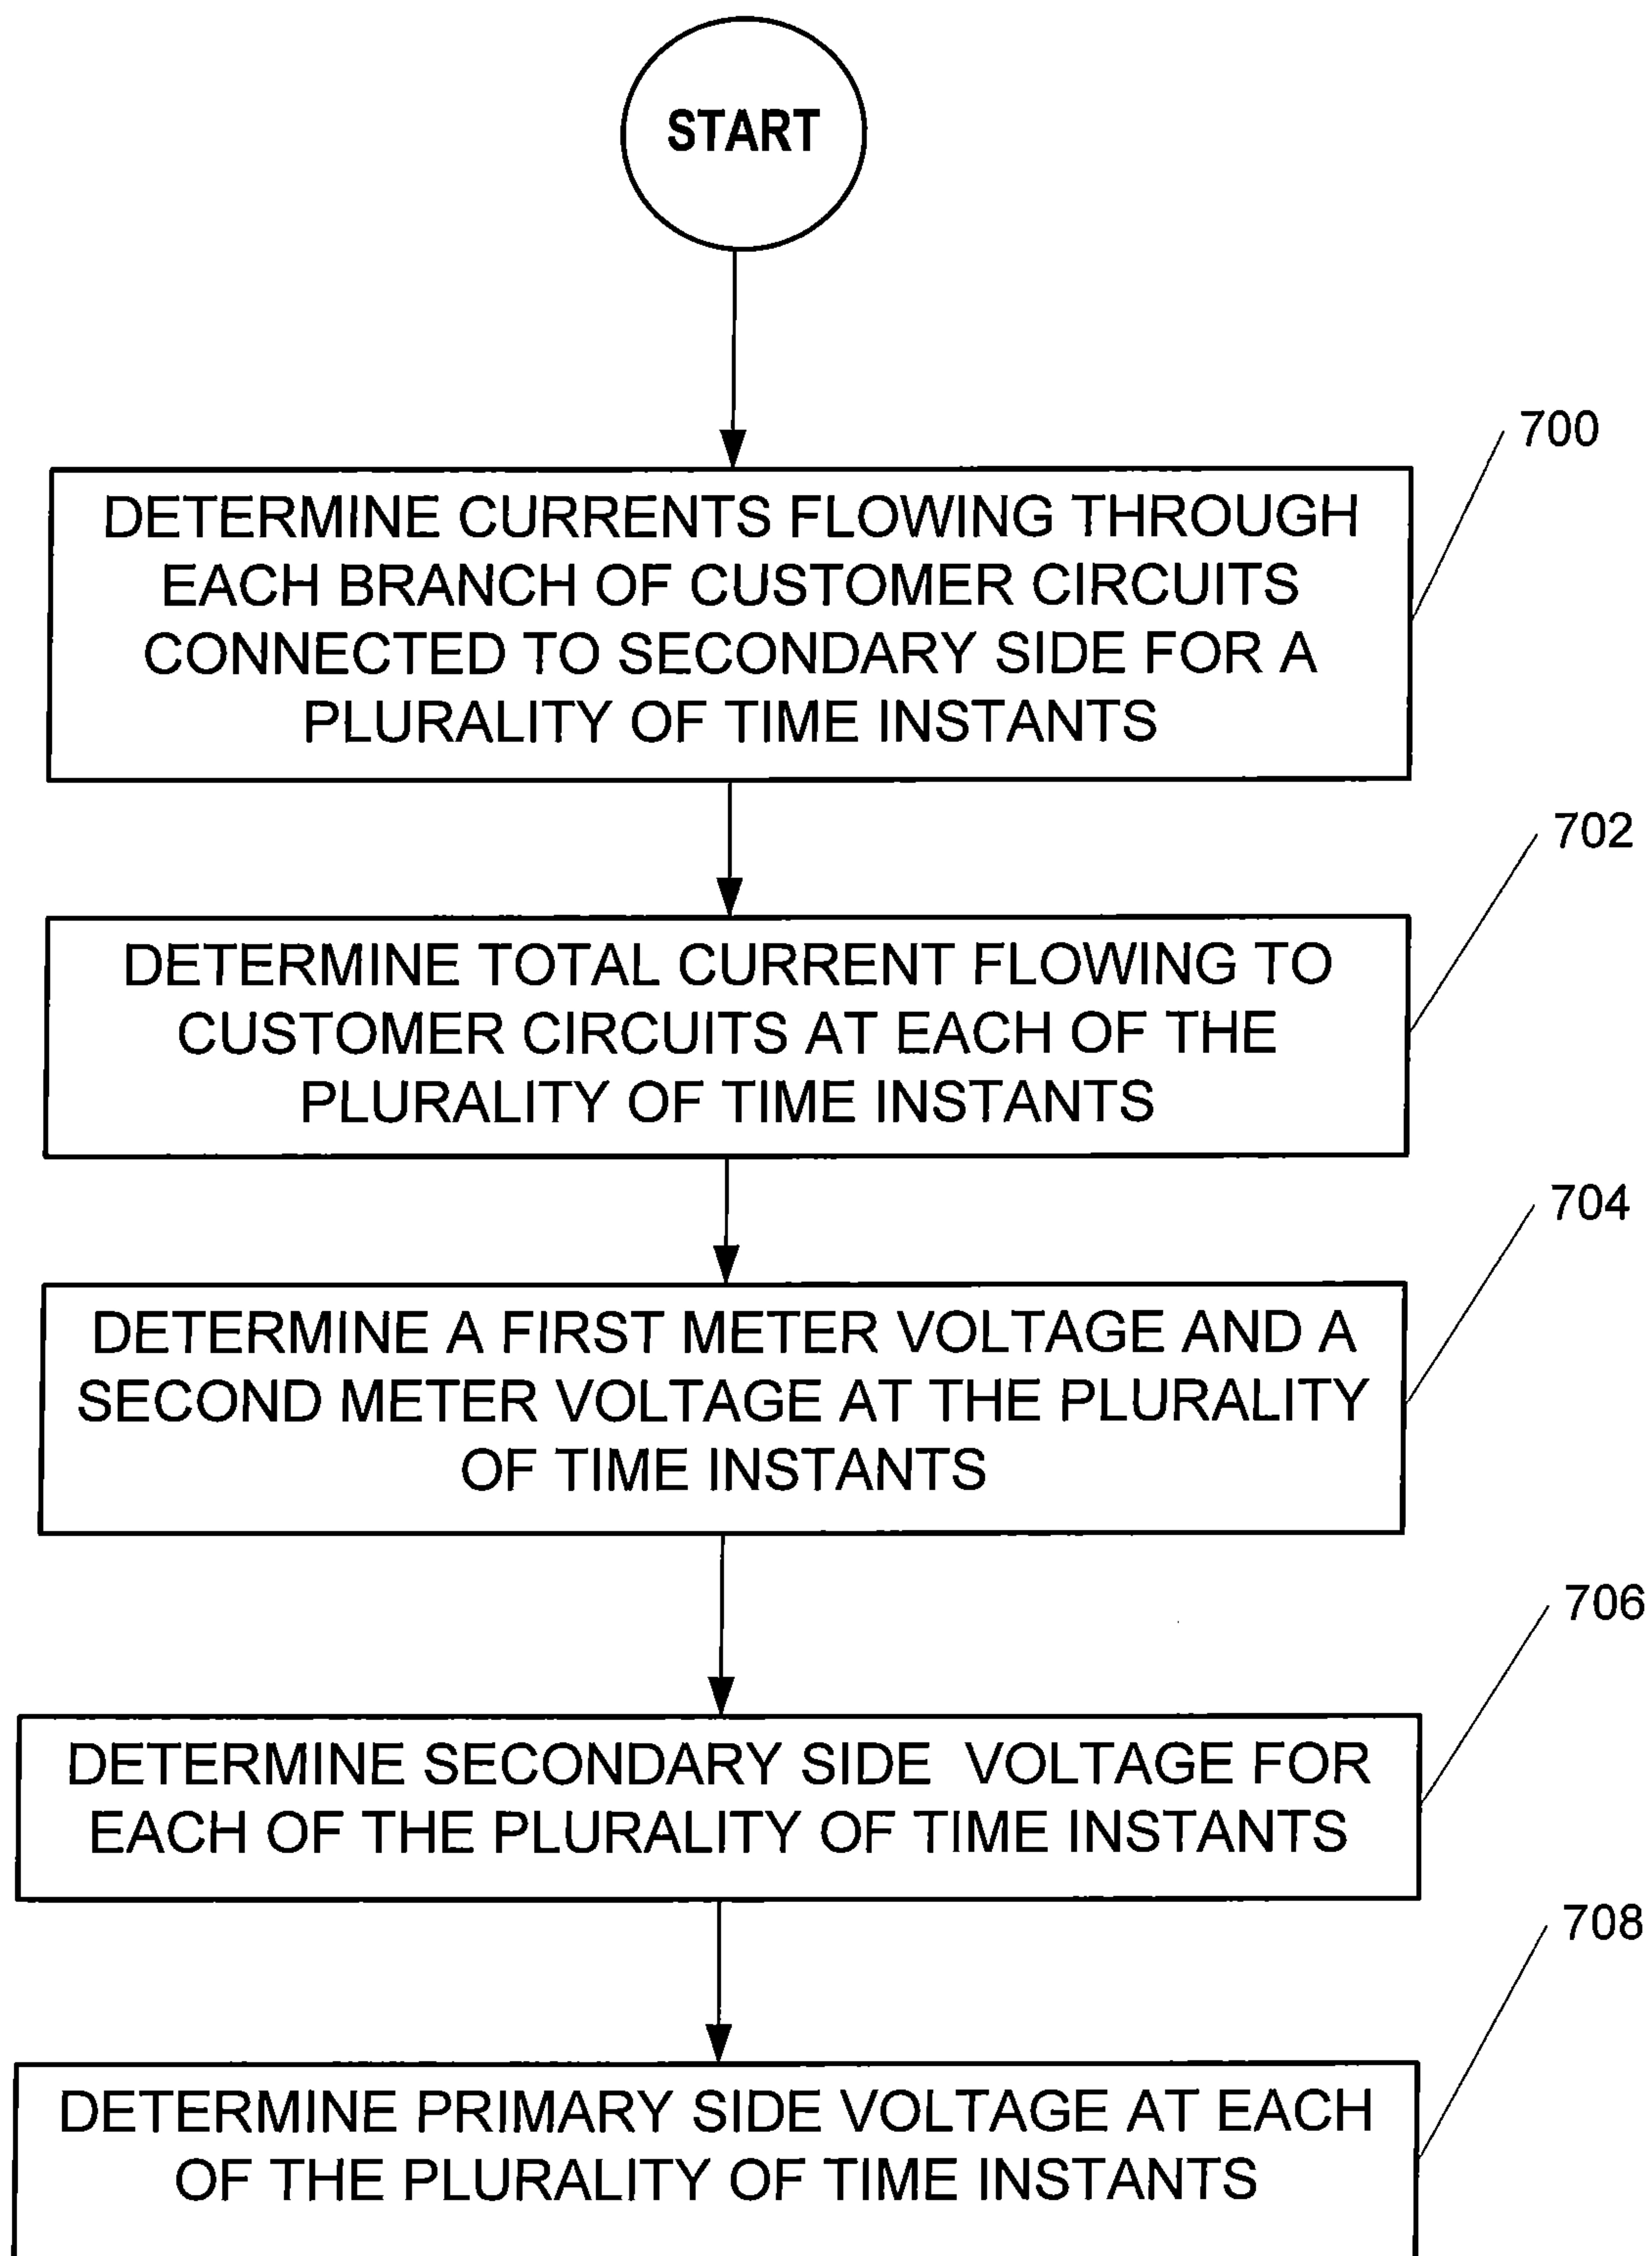 START
700
DETERMINE CURRENTS FLOWING THROUGH
EACH BRANCH OF CUSTOMER CIRCUITS
CONNECTED TO SECONDARY SIDE FOR A
PLURALITY OF TIME INSTANTS
702
DETERMINE TOTAL CURRENT FLOWING TO
CUSTOMER CIRCUITS AT EACH OF THE
PLURALITY OF TIME INSTANTS
704
DETERMINE A FIRST METER VOLTAGE AND A
SECOND METER VOLTAGE AT THE PLURALITY
OF TIME INSTANTS
706
DETERMINE SECONDARY SIDE VOLTAGE FOR
EACH OF THE PLURALITY OF TIME INSTANTS
708
DETERMINE PRIMARY SIDE VOLTAGE AT EACH
OF THE PLURALITY OF TIME INSTANTS